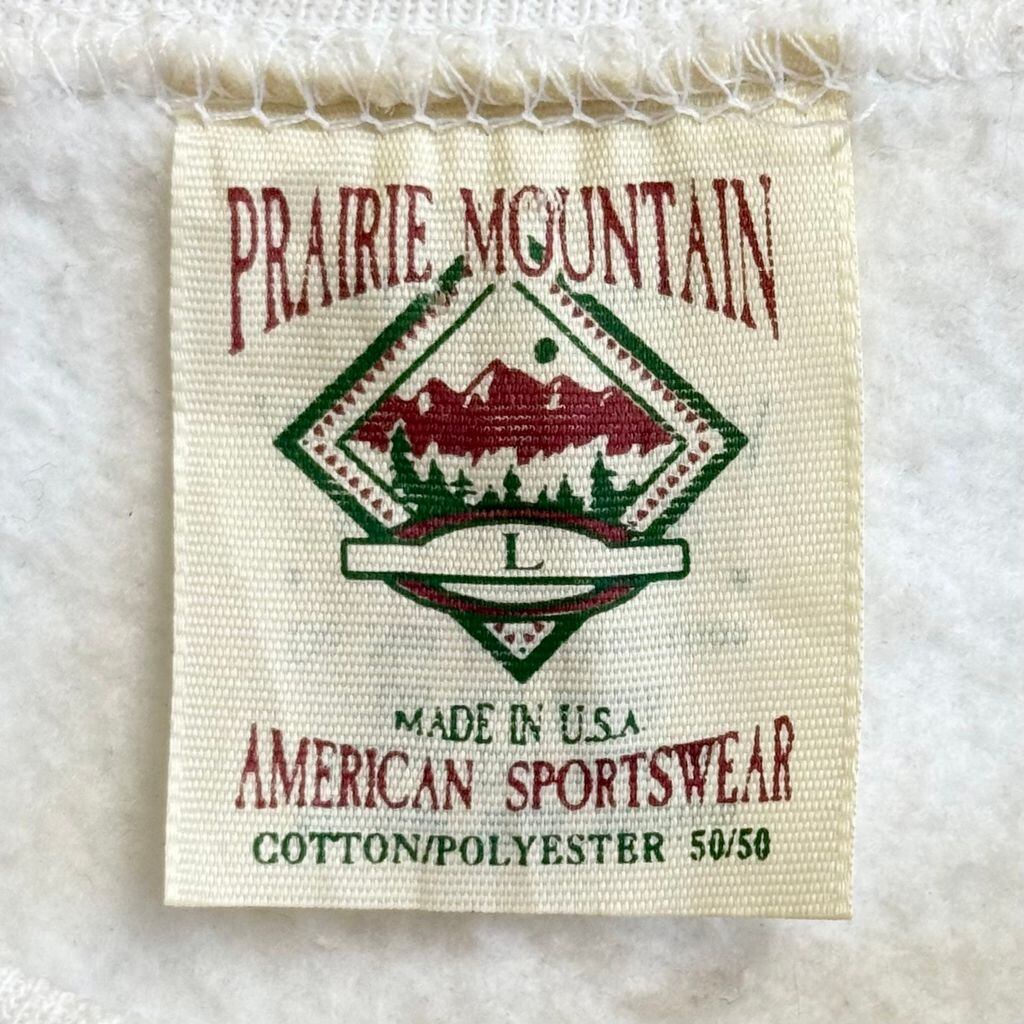 PRAIRIE MOUNTAIN
L
MADE IN U.S.A
AMERICAN SPORTSWEAR
COTTON/POLYESTER 50/50